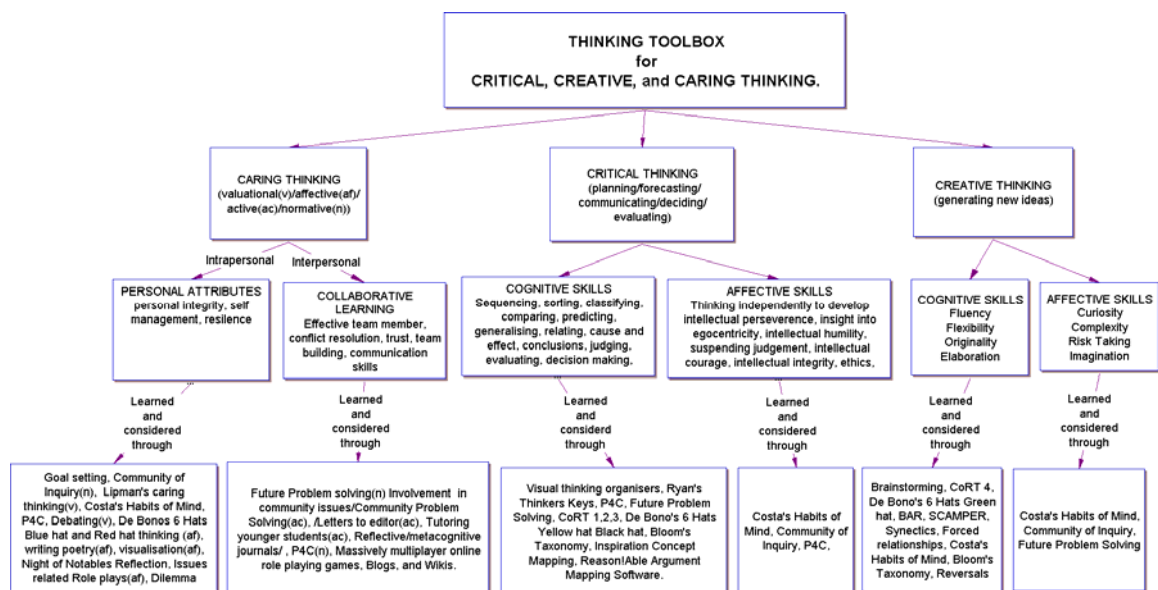 THINKING TOOLBOX
for
CRITICAL, CREATIVE, and CARING THINKING.
CARING THINKING
(valuational(v)/affective(af)/
active(ac)/normative(n))
CRITICAL THINKING
(planning/forecasting/
communicating/deciding/
evaluating)
CREATIVE THINKING
(generating new ideas)
Intrapersonal
Interpersonal
PERSONAL ATTRIBUTES
personal integrity, self
management, resilence
COLLABORATIVE
LEARNING
Effective team member,
conflict resolution, trust, team
building, communication
skills
COGNITIVE SKILLS
Sequencing, sorting, classifying,
comparing, predicting,
generalising, relating, cause and
effect, conclusions, judging,
evaluating, decision making,
...
AFFECTIVE SKILLS
Thinking independently to develop
intellectual perseverence, insight into
egocentricity, intellectual humility,
suspending judgement, intellectual
courage, intellectual integrity, ethics,
...
COGNITIVE SKILLS
Fluency
Flexibility
Originality
Elaboration
AFFECTIVE SKILLS
Curiosity
Complexity
Risk Taking
Imagination
Learned
and
considered
through
Learned
and
considered
through
Learned
and
considered
through
Learned
and
considered
through
Learned
and
considered
through
Learned
and
considered
through
Goal setting, Community of
Inquiry(n), Lipman's caring
thinking(v), Costa's Habits of Mind,
P4C, Debating(v), De Bonos 6 Hats
Blue hat and Red hat thinking (af),
writing poetry(af), visualisation(af),
Night of Notables Reflection, Issues
related Role plays(af), Dilemma
Future Problem solving(n) Involvement in
community issues/Community Problem
Solving(ac), /Letters to editor(ac), Tutoring
younger students(ac), Reflective/metacognitive
journals/ , P4C(n), Massively multiplayer online
role playing games, Blogs, and Wikis.
Visual thinking organisers, Ryan's
Thinkers Keys, P4C, Future Problem
Solving, CoRT 1,2,3, De Bono's 6 Hats
Yellow hat Black hat, Bloom's
Taxonomy, Inspiration Concept
Mapping, Reason!Able Argument
Mapping Software.
Costa's Habits of
Mind, Community of
Inquiry, P4C,
Brainstorming, CoRT 4,
De Bono's 6 Hats Green
hat, BAR, SCAMPER,
Synectics, Forced
relationships, Costa's
Habits of Mind, Bloom's
Taxonomy, Reversals
Costa's Habits of Mind,
Community of Inquiry,
Future Problem Solving